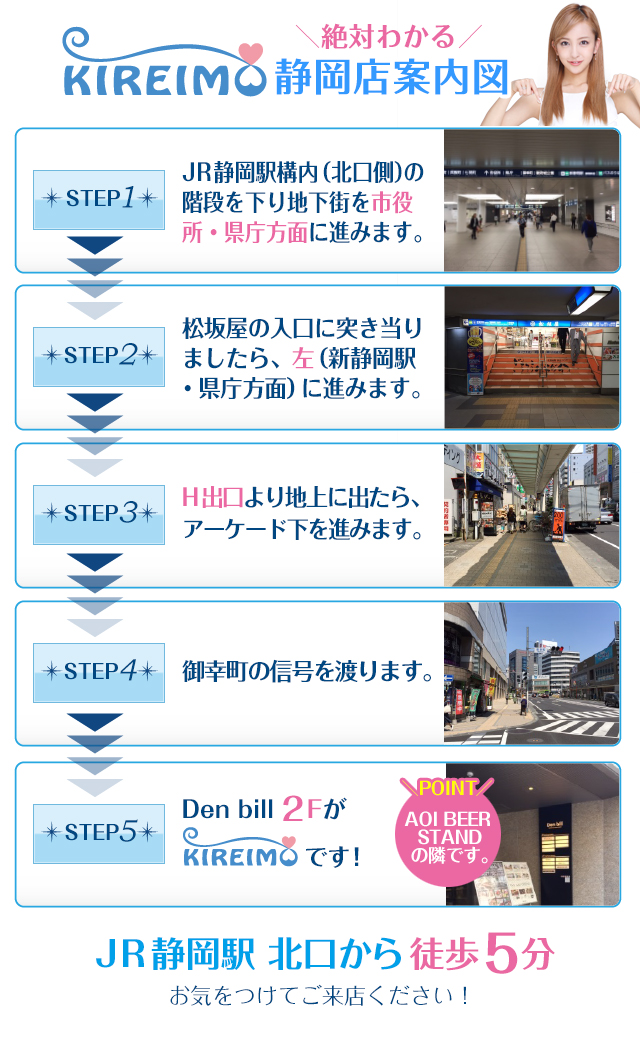 ＼絶対わかる／
KIREIMO 静岡店案内図
STEP1
JR静岡駅構内（北口側）の
階段を下り地下街を市役
所・県庁方面に進みます。
STEP2
松坂屋の入口に突き当り
ましたら、左（新静岡駅
・県庁方面）に進みます。
STEP3
H出口より地上に出たら、
アーケード下を進みます。
STEP4
御幸町の信号を渡ります。
STEP5
Den bill 2Fが
KIREIMO です！
＼POINT／
AOI BEER
STAND
の隣です。
Den bill
JR静岡駅 北口から徒歩5分
お気をつけてご来店ください！